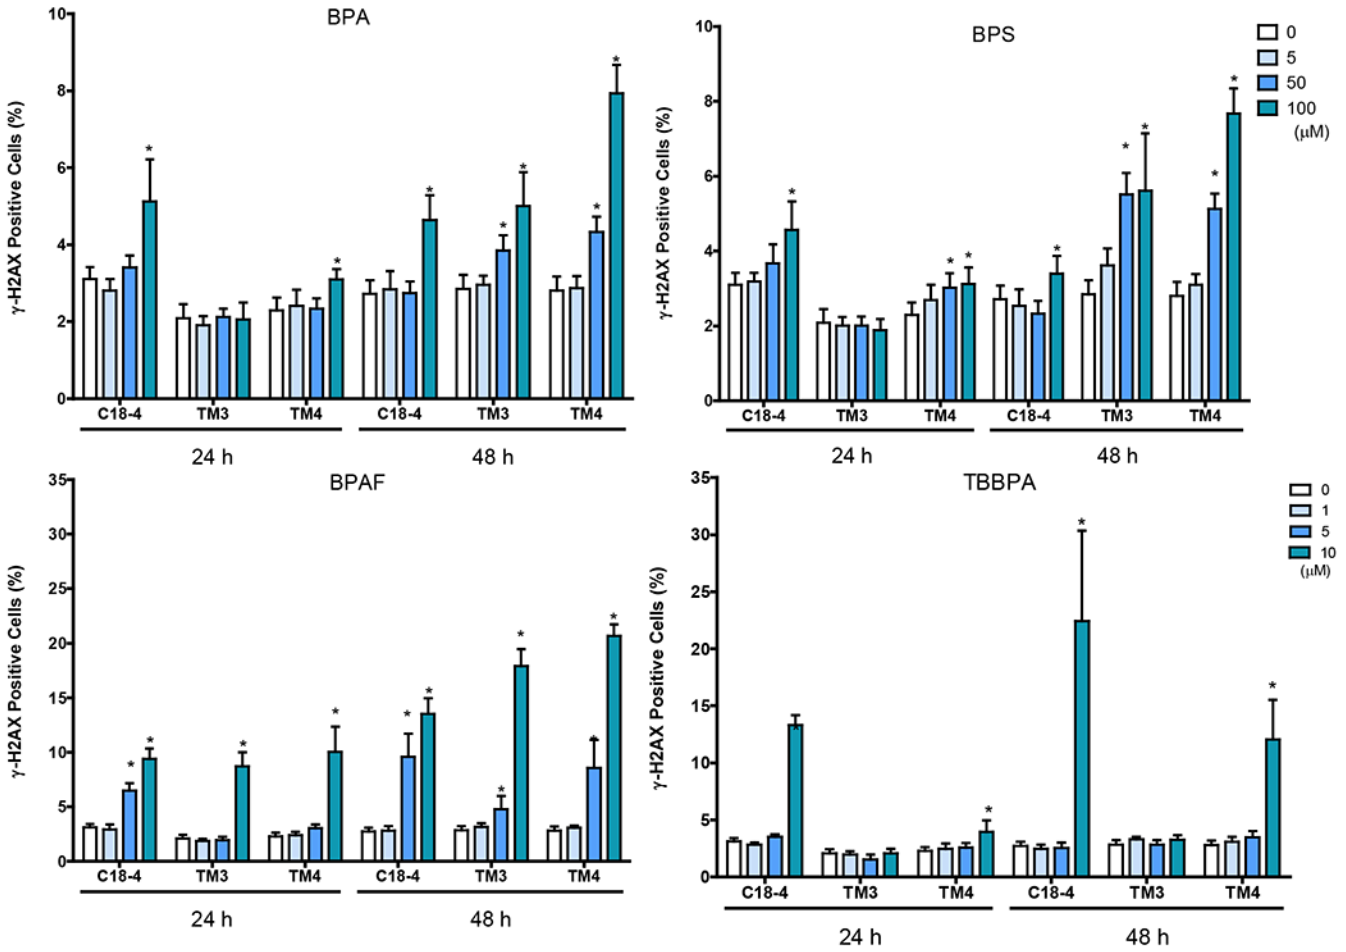 BPA
γ-H2AX Positive Cells (%)
10
8
6
4
2
0
* * * * * * *
C18-4 TM3 TM4 C18-4 TM3 TM4
24 h 48 h
BPS
γ-H2AX Positive Cells (%)
10
8
6
4
2
0
* * * * * * * *
C18-4 TM3 TM4 C18-4 TM3 TM4
24 h 48 h
0
5
50
100
(μM)
BPAF
γ-H2AX Positive Cells (%)
35
30
25
20
15
10
5
0
* * * * * * * * * *
C18-4 TM3 TM4 C18-4 TM3 TM4
24 h 48 h
TBBPA
γ-H2AX Positive Cells (%)
35
30
25
20
15
10
5
0
* * * *
C18-4 TM3 TM4 C18-4 TM3 TM4
24 h 48 h
0
1
5
10
(μM)